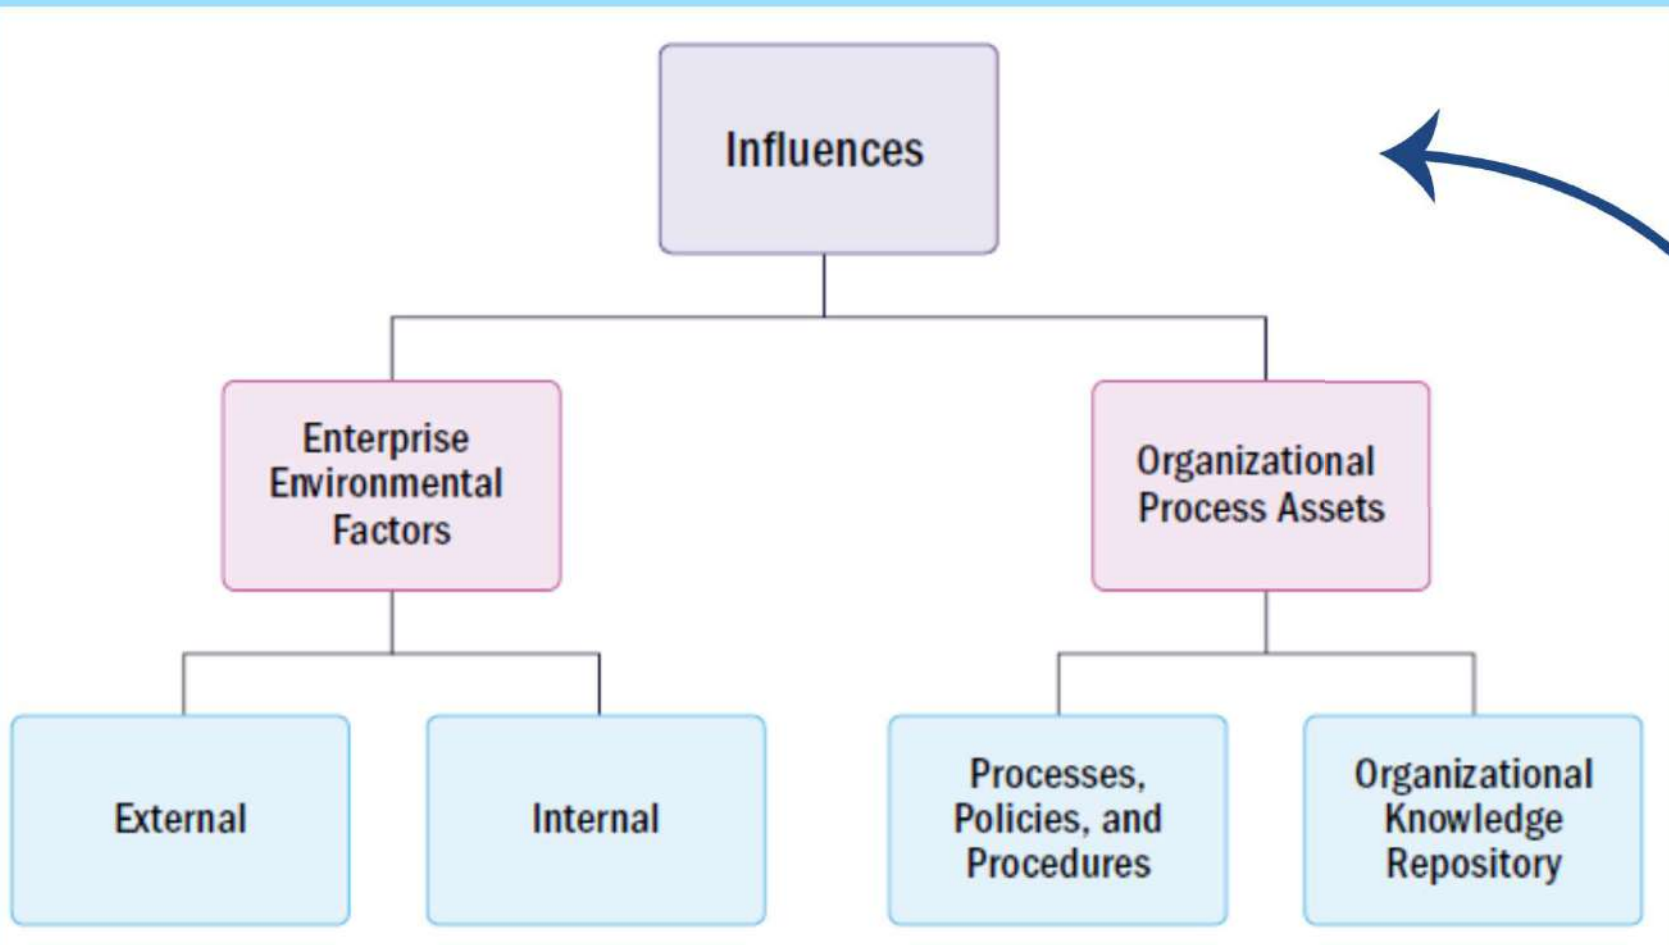 Influences
Enterprise
Environmental
Factors
Organizational
Process Assets
External
Internal
Processes,
Policies, and
Procedures
Organizational
Knowledge
Repository